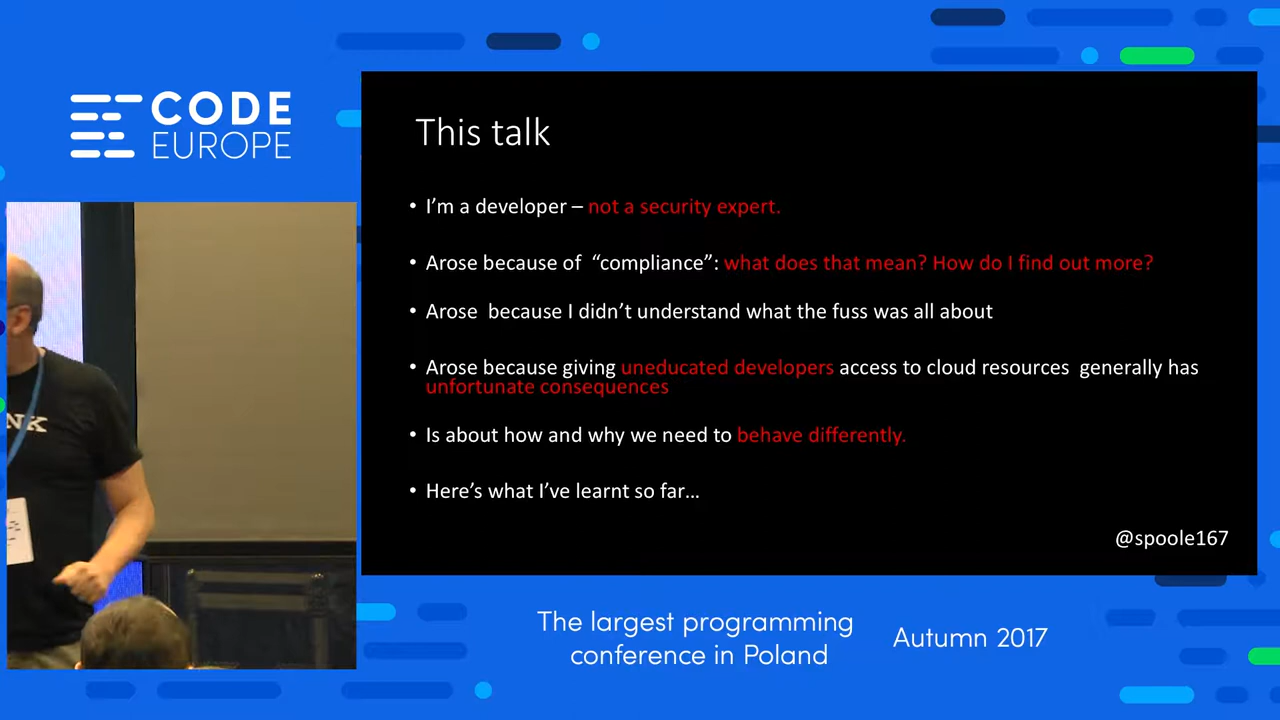 CODE
EUROPE
This talk
• I'm a developer – not a security expert.
• Arose because of “compliance”: what does that mean? How do I find out more?
• Arose because I didn't understand what the fuss was all about
• Arose because giving uneducated developers access to cloud resources generally has
unfortunate consequences
• Is about how and why we need to behave differently.
• Here's what I've learnt so far...
@spoole167
The largest programming
conference in Poland
Autumn 2017